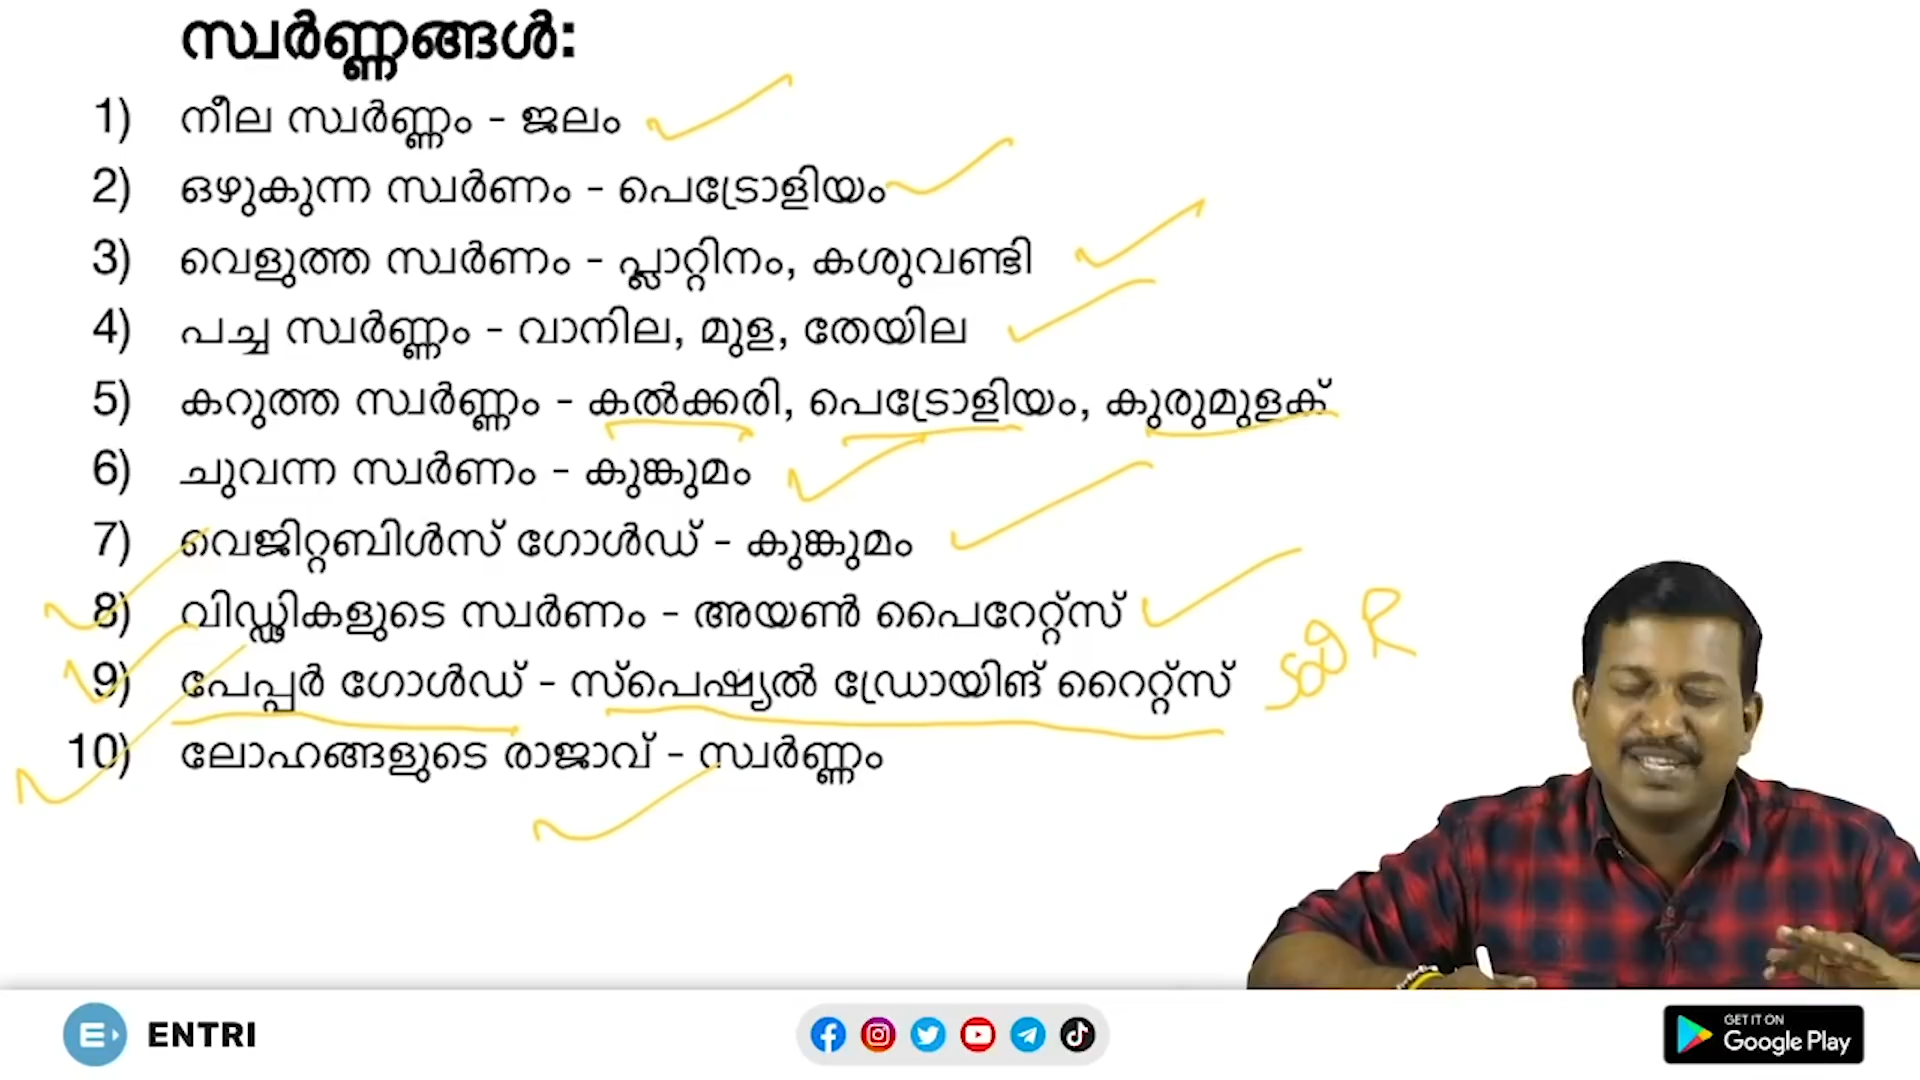 സ്വർണ്ണങ്ങൾ:
1) നീല സ്വർണ്ണം - ജലം
2) ഒഴുകുന്ന സ്വർണം - പെട്രോളിയം
3) വെളുത്ത സ്വർണം - പ്ലാറ്റിനം, കശുവണ്ടി
4) പച്ച സ്വർണ്ണം - വാനില, മുള, തേയില
5) കറുത്ത സ്വർണ്ണം - കൽക്കരി, പെട്രോളിയം, കുരുമുളക്
6) ചുവന്ന സ്വർണം - കുങ്കുമം
7) വെജിറ്റബിൾസ് ഗോൾഡ് - കുങ്കുമം
8) വിഡ്ഢികളുടെ സ്വർണം - അയൺ പൈറേറ്റ്സ്
9) പേപ്പർ ഗോൾഡ് - സ്പെഷ്യൽ ഡ്രോയിങ് റൈറ്റ്സ്
10) ലോഹങ്ങളുടെ രാജാവ് - സ്വർണ്ണം
ENTRI
GET IT ON
Google Play